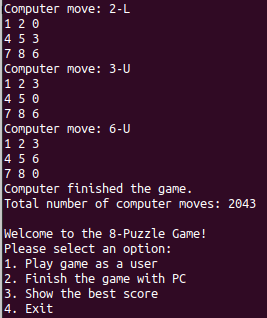 Computer move: 2-L
1 2 0
4 5 3
7 8 6
Computer move: 3-U
1 2 3
4 5 0
7 8 6
Computer move: 6-U
1 2 3
4 5 6
7 8 0
Computer finished the game.
Total number of computer moves: 2043

Welcome to the 8-Puzzle Game!
Please select an option:
1. Play game as a user
2. Finish the game with PC
3. Show the best score
4. Exit